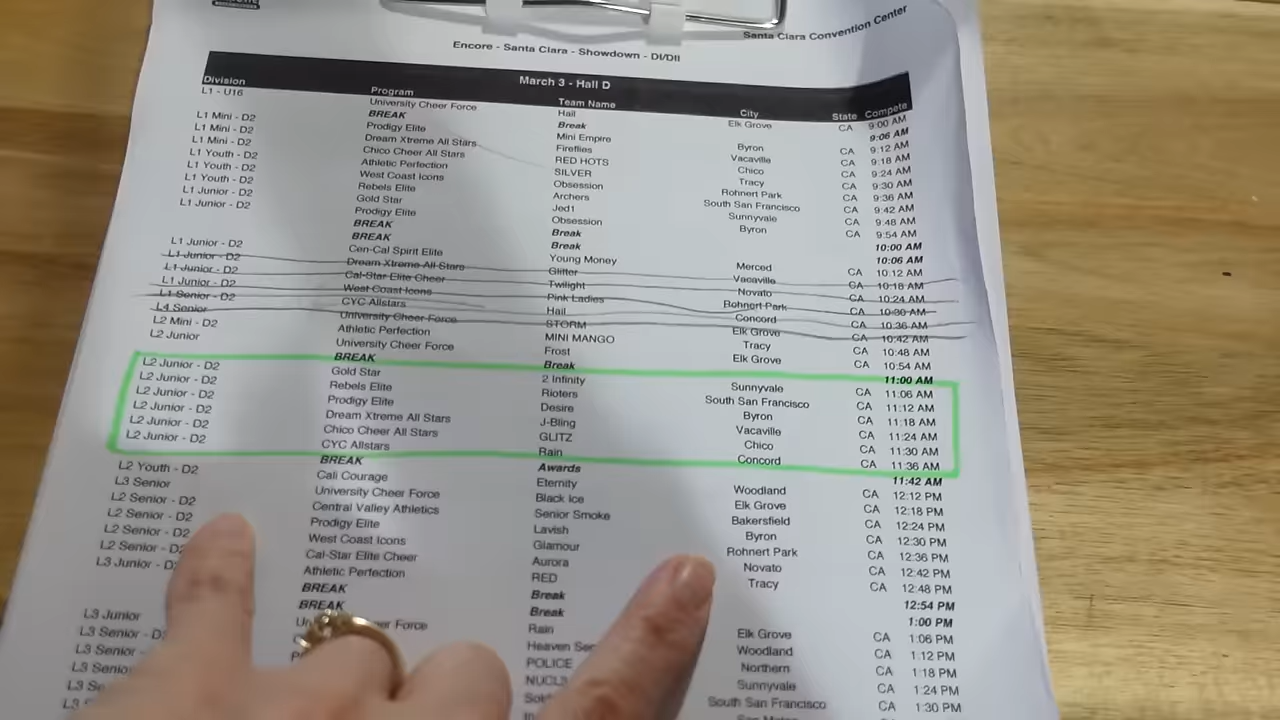 Santa Clara Convention Center
Encore - Santa Clara - Showdown - DI/DII
March 3 - Hall D
Division Program Team Name City State Compete
L1 - U16 University Cheer Force Hail Elk Grove CA 9:00 AM
BREAK Break 9:06 AM
L1 Mini - D2 Prodigy Elite Mini Empire Byron CA 9:12 AM
L1 Mini - D2 Dream Xtreme All Stars Fireflies Vacaville CA 9:18 AM
L1 Mini - D2 Chico Cheer All Stars RED HOTS Chico CA 9:24 AM
L1 Youth - D2 Athletic Perfection SILVER Tracy CA 9:30 AM
L1 Youth - D2 West Coast Icons Obsession Rohnert Park CA 9:36 AM
L1 Youth - D2 Rebels Elite Archers South San Francisco CA 9:42 AM
L1 Junior - D2 Gold Star Jed1 Sunnyvale CA 9:48 AM
L1 Junior - D2 Prodigy Elite Obsession Byron CA 9:54 AM
BREAK Break 10:00 AM
BREAK Break 10:06 AM
L1 Junior - D2 Cen-Cal Spirit Elite Young Money Merced CA 10:12 AM
L1 Junior - D2 Dream Xtreme All Stars Glitter Vacaville CA 10:18 AM
L1 Junior - D2 Cal-Star Elite Cheer Twilight Novato CA 10:24 AM
L1 Junior - D2 West Coast Icons Pink Ladies Rohnert Park CA 10:30 AM
L1 Senior - D2 CYC Allstars Hail Concord CA 10:36 AM
L4 Senior University Cheer Force STORM Elk Grove CA 10:42 AM
L2 Mini - D2 Athletic Perfection MINI MANGO Tracy CA 10:48 AM
L2 Junior University Cheer Force Frost Elk Grove CA 10:54 AM
BREAK Break 11:00 AM
L2 Junior - D2 Gold Star 2 Infinity Sunnyvale CA 11:06 AM
L2 Junior - D2 Rebels Elite Rioters South San Francisco CA 11:12 AM
L2 Junior - D2 Prodigy Elite Desire Byron CA 11:18 AM
L2 Junior - D2 Dream Xtreme All Stars J-Bling Vacaville CA 11:24 AM
L2 Junior - D2 Chico Cheer All Stars GLITZ Chico CA 11:30 AM
L2 Junior - D2 CYC Allstars Rain Concord CA 11:36 AM
BREAK Awards 11:42 AM
L2 Youth - D2 Cali Courage Eternity Woodland CA 12:12 PM
L3 Senior University Cheer Force Black Ice Elk Grove CA 12:18 PM
L2 Senior - D2 Central Valley Athletics Senior Smoke Bakersfield CA 12:24 PM
L2 Senior - D2 Prodigy Elite Lavish Byron CA 12:30 PM
L2 Senior - D2 West Coast Icons Glamour Rohnert Park CA 12:36 PM
L2 Senior - D2 Cal-Star Elite Cheer Aurora Novato CA 12:42 PM
L3 Junior - D Athletic Perfection RED Tracy CA 12:48 PM
BREAK Break 12:54 PM
BREAK Break 1:00 PM
L3 Junior Force Rain Elk Grove CA 1:06 PM
L3 Senior - D Heaven Woodland CA 1:12 PM
L3 Senior POLICE Northern CA 1:18 PM
L3 NUCL3 Sunnyvale CA 1:24 PM
L3 South San Francisco CA 1:30 PM